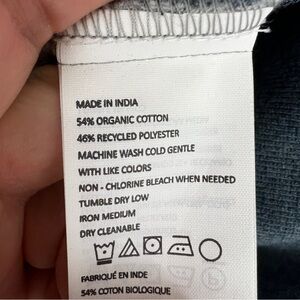 MADE IN INDIA
54% ORGANIC COTTON
46% RECYCLED POLYESTER
MACHINE WASH COLD GENTLE
WITH LIKE COLORS
NON - CHLORINE BLEACH WHEN NEEDED
TUMBLE DRY LOW
IRON MEDIUM
DRY CLEANABLE
FABRIQUÉ EN INDE
54% COTON BIOLOGIQUE